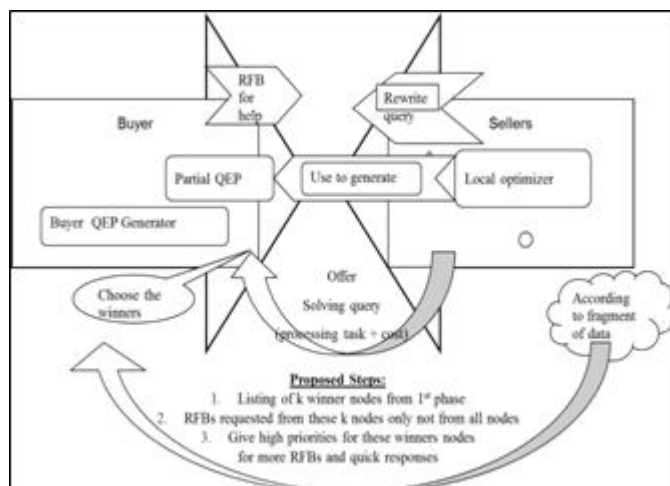 RFB
for
help
Rewrite
query
Buyer
Sellers
Partial QEP
Use to generate
Local optimizer
Buyer QEP Generator
Choose the
winners
Offer
Solving query
(processing task + cost)
According
to fragment
of data
Proposed Steps:
1. Listing of k winner nodes from 1st phase
2. RFBs requested from these k nodes only not from all nodes
3. Give high priorities for these winners nodes
for more RFBs and quick responses